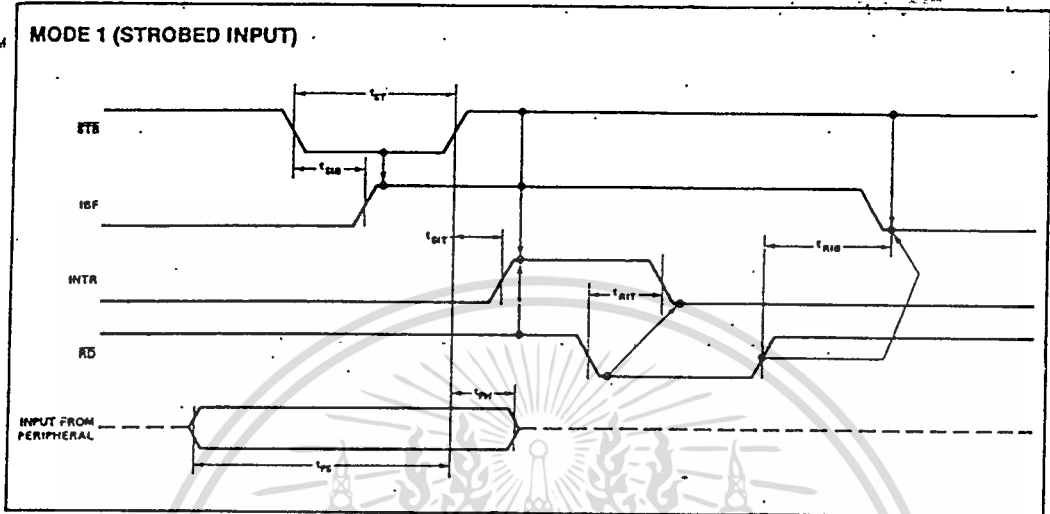 MODE 1 (STROBED INPUT)
tST
STB
tSIB
IBF
tSIT
tRIB
INTR
tRIT
RD
tPH
INPUT FROM
PERIPHERAL
tPS